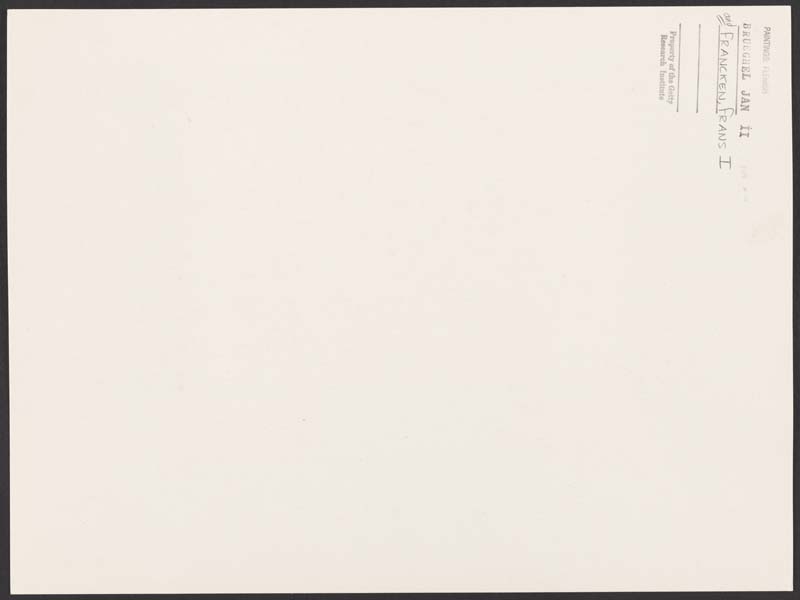 PAINTINGS FLEMISH
BRUEGHEL JAN II
and FRANCKEN, FRANS I
Property of the Getty
Research Institute